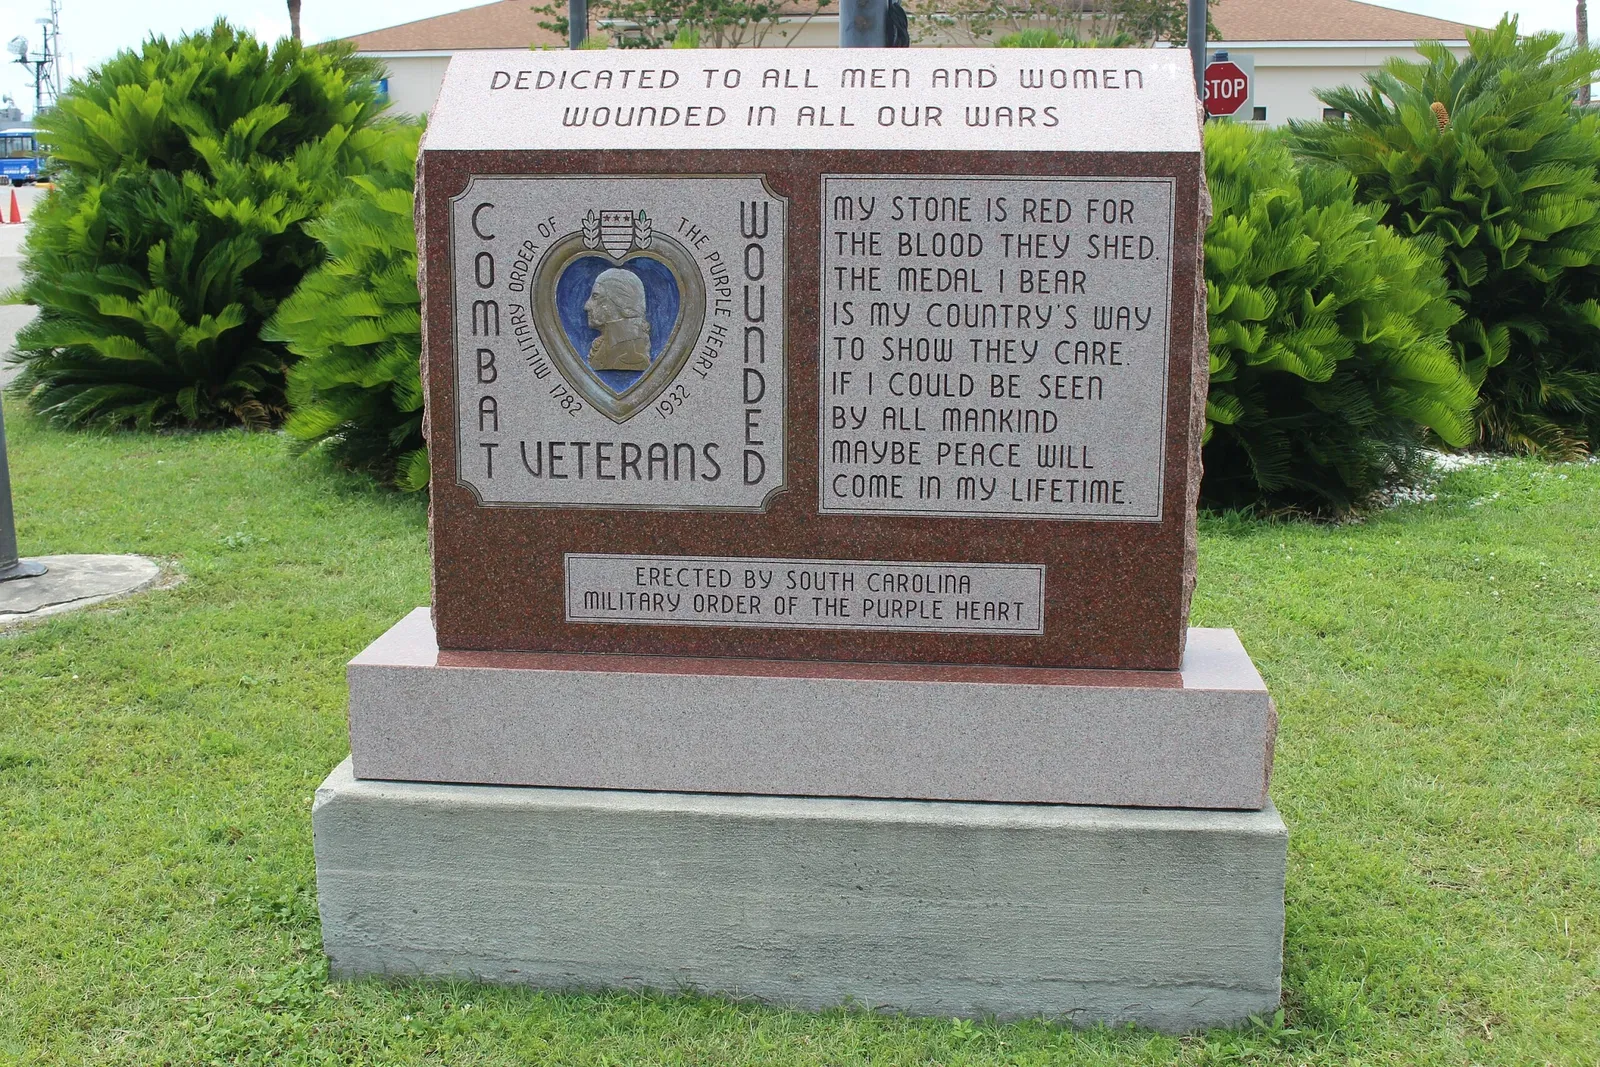 DEDICATED TO ALL MEN AND WOMEN
WOUNDED IN ALL OUR WARS
COMBAT
WOUNDED
VETERANS
MILITARY ORDER OF
THE PURPLE HEART
1782
1932
MY STONE IS RED FOR
THE BLOOD THEY SHED.
THE MEDAL I BEAR
IS MY COUNTRY'S WAY
TO SHOW THEY CARE.
IF I COULD BE SEEN
BY ALL MANKIND
MAYBE PEACE WILL
COME IN MY LIFETIME.
ERECTED BY SOUTH CAROLINA
MILITARY ORDER OF THE PURPLE HEART
STOP